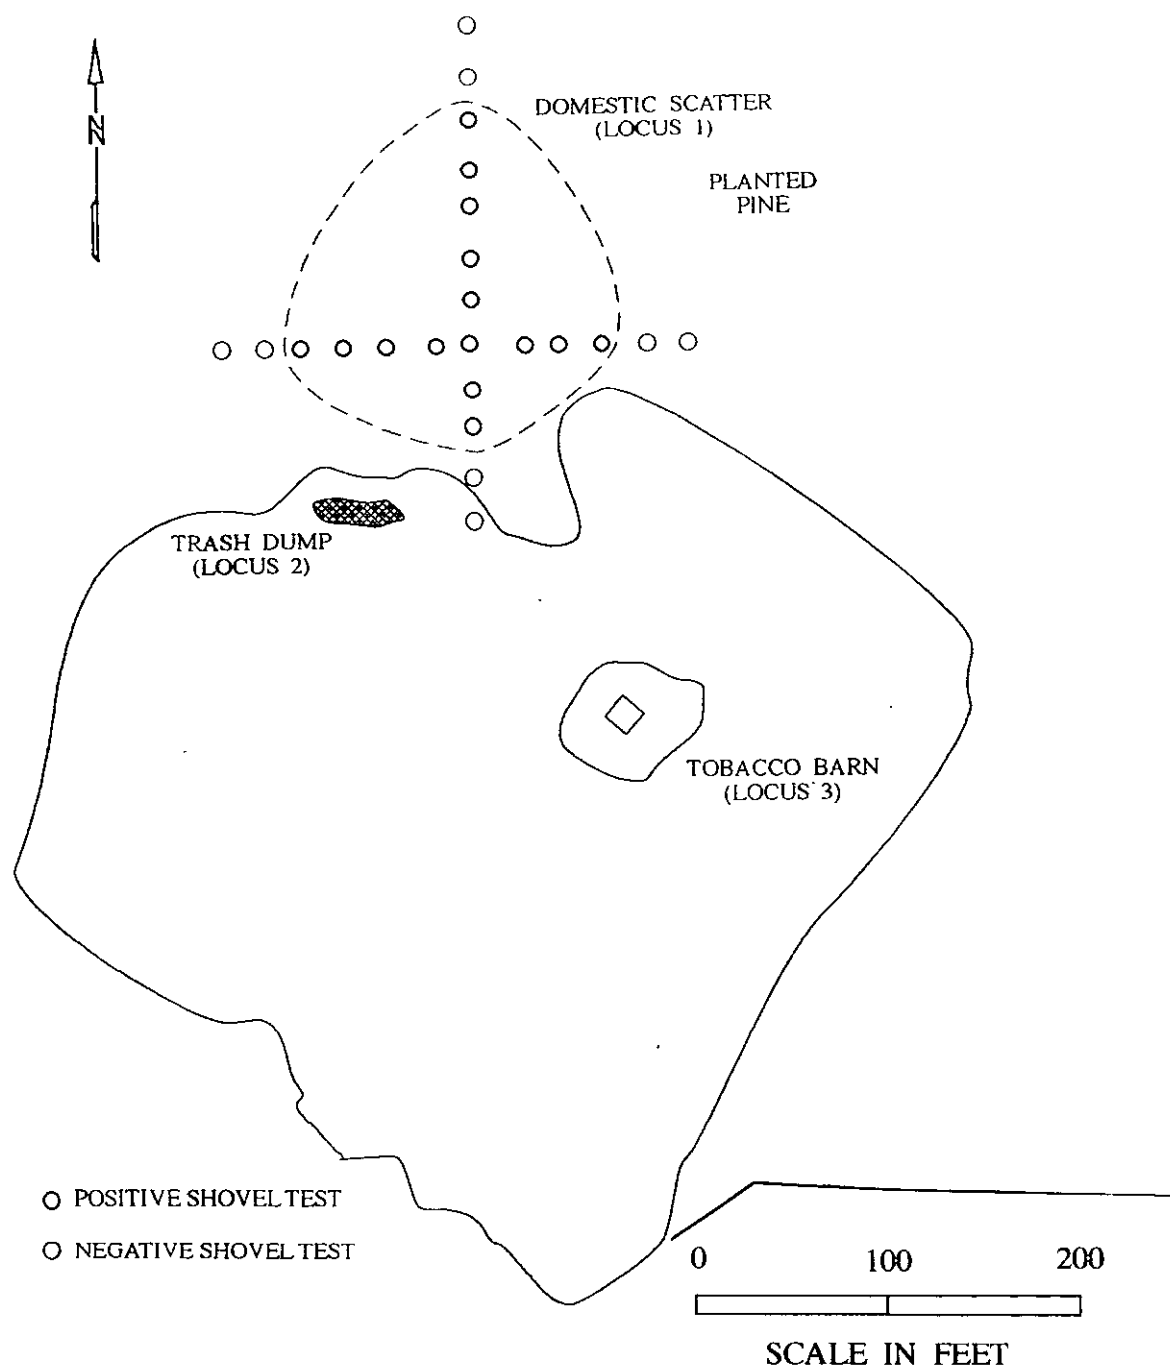 N
DOMESTIC SCATTER
(LOCUS 1)
PLANTED
PINE
TRASH DUMP
(LOCUS 2)
TOBACCO BARN
(LOCUS 3)
POSITIVE SHOVEL TEST
NEGATIVE SHOVEL TEST
0 100 200
SCALE IN FEET